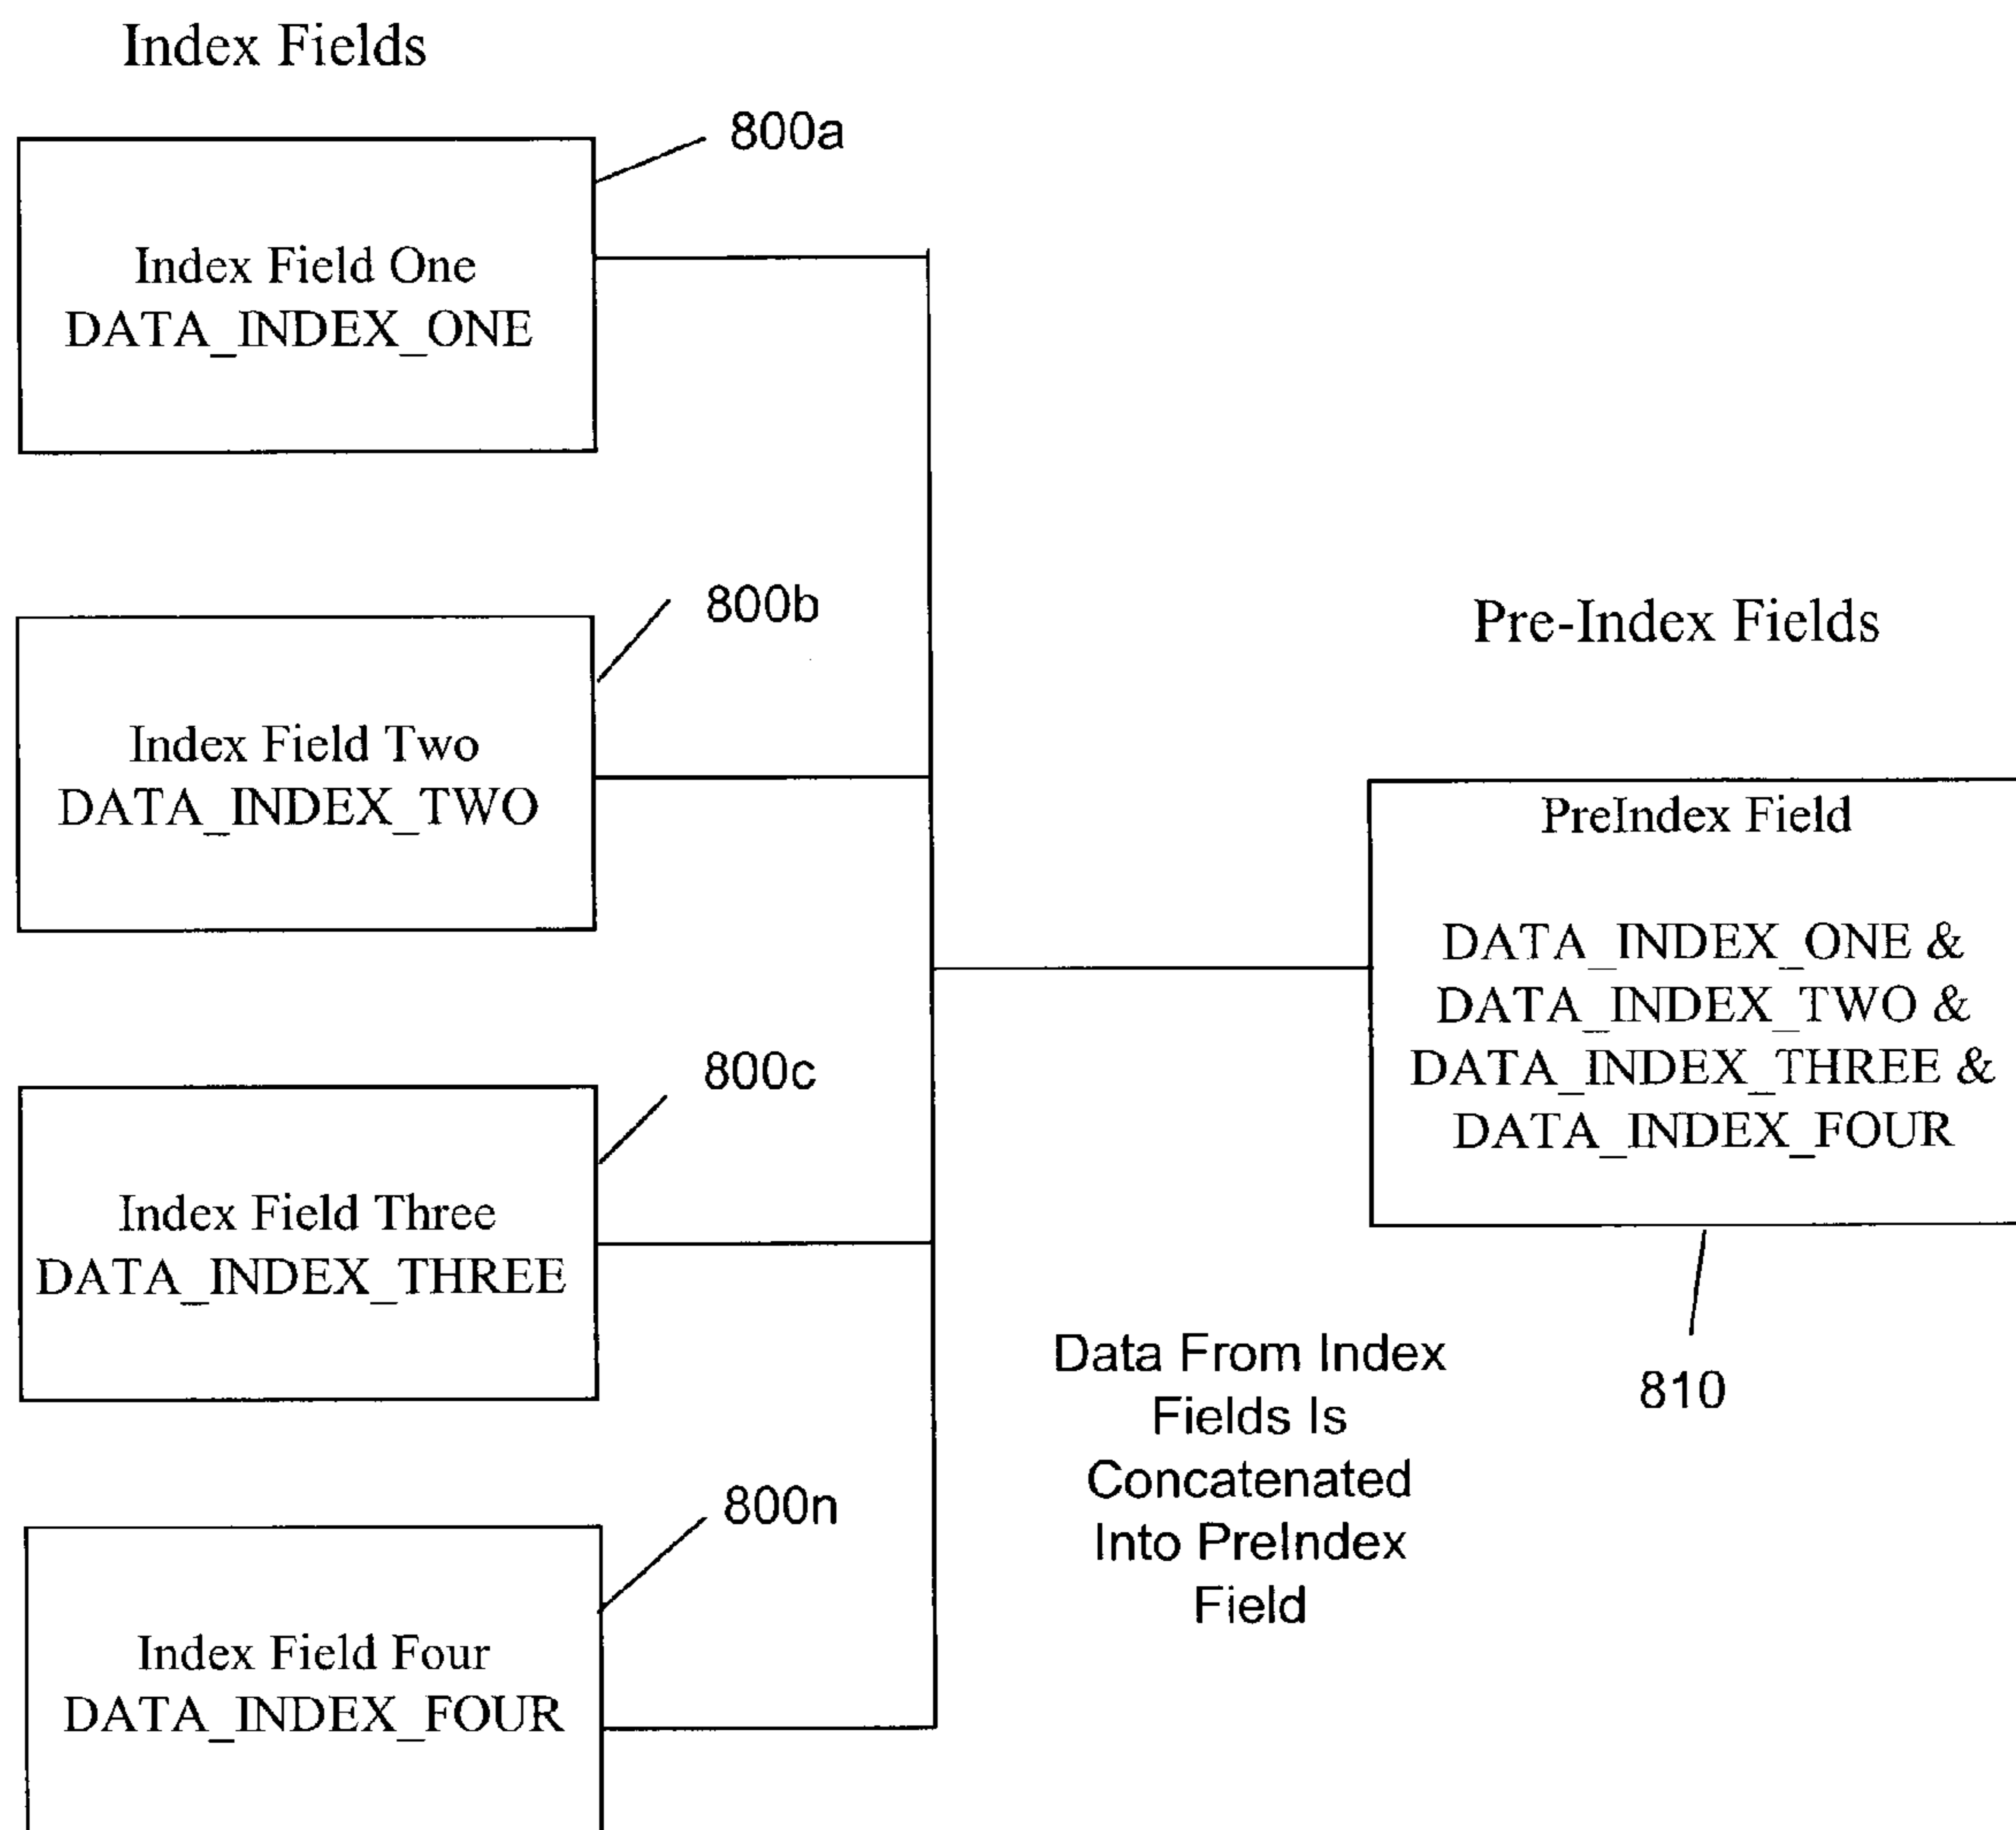 Index Fields
800a
Index Field One
DATA_INDEX_ONE
800b
Index Field Two
DATA_INDEX_TWO
800c
Index Field Three
DATA_INDEX_THREE
800n
Index Field Four
DATA_INDEX_FOUR
Pre-Index Fields
PreIndex Field
DATA_INDEX_ONE &
DATA_INDEX_TWO &
DATA_INDEX_THREE &
DATA_INDEX_FOUR
810
Data From Index
Fields Is
Concatenated
Into PreIndex
Field